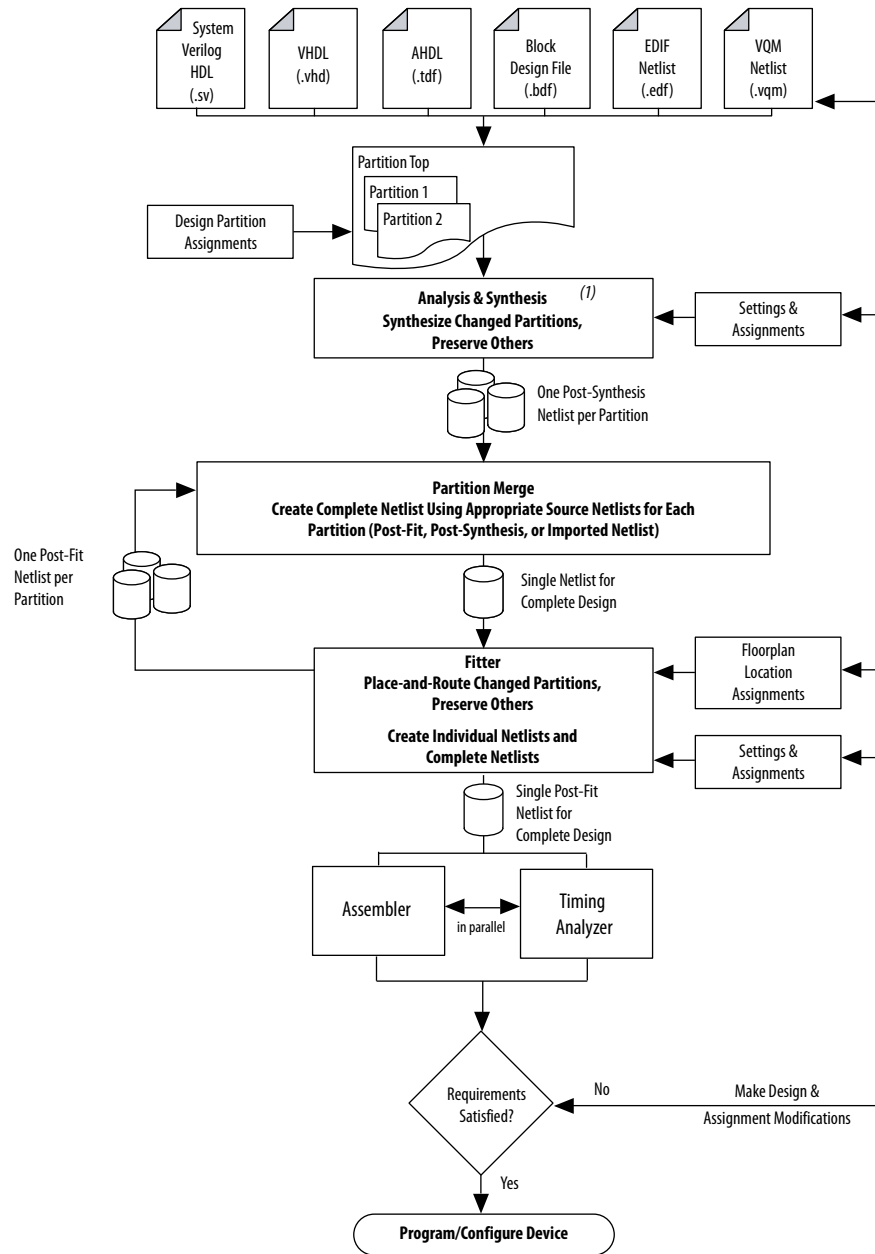 System
Verilog
HDL
(.sv)
VHDL
(.vhd)
AHDL
(.tdf)
Block
Design File
(.bdf)
EDIF
Netlist
(.edf)
VQM
Netlist
(.vqm)
Partition Top
Partition 1
Partition 2
Design Partition
Assignments
Analysis & Synthesis (1)
Synthesize Changed Partitions,
Preserve Others
Settings &
Assignments
One Post-Synthesis
Netlist per Partition
Partition Merge
Create Complete Netlist Using Appropriate Source Netlists for Each
Partition (Post-Fit, Post-Synthesis, or Imported Netlist)
One Post-Fit
Netlist per
Partition
Single Netlist for
Complete Design
Fitter
Place-and-Route Changed Partitions,
Preserve Others
Create Individual Netlists and
Complete Netlists
Floorplan
Location
Assignments
Settings &
Assignments
Single Post-Fit
Netlist for
Complete Design
Assembler
in parallel
Timing
Analyzer
Requirements
Satisfied?
No
Make Design &
Assignment Modifications
Yes
Program/Configure Device